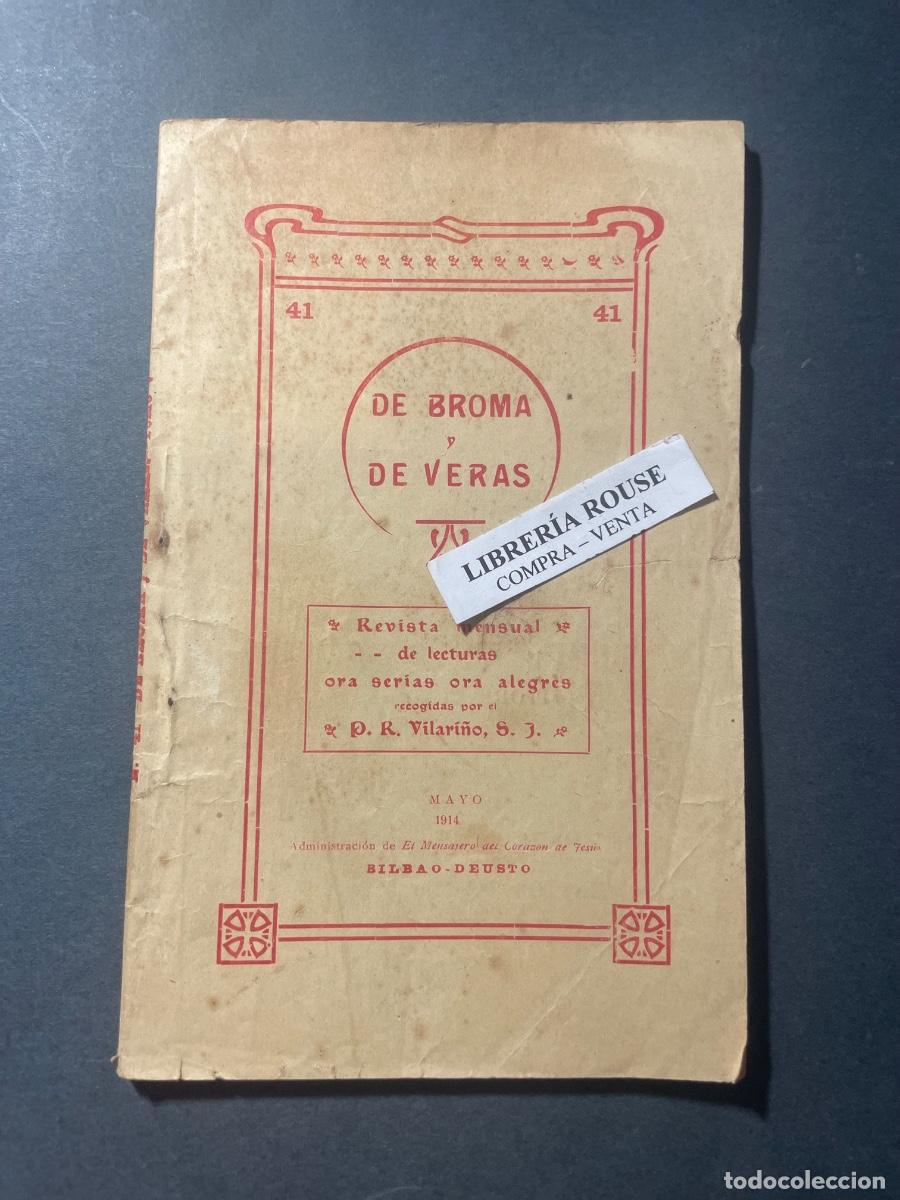 41 41
DE BROMA
y
DE VERAS
LIBRERÍA ROUSE
COMPRA – VENTA
Revista mensual
- - de lecturas
ora serias ora alegres
recogidas por el
P. R. Vilariño, S. J.
MAYO
1914
Administración de El Mensajero del Corazon de Jesús
BILBAO-DEUSTO
todocoleccion